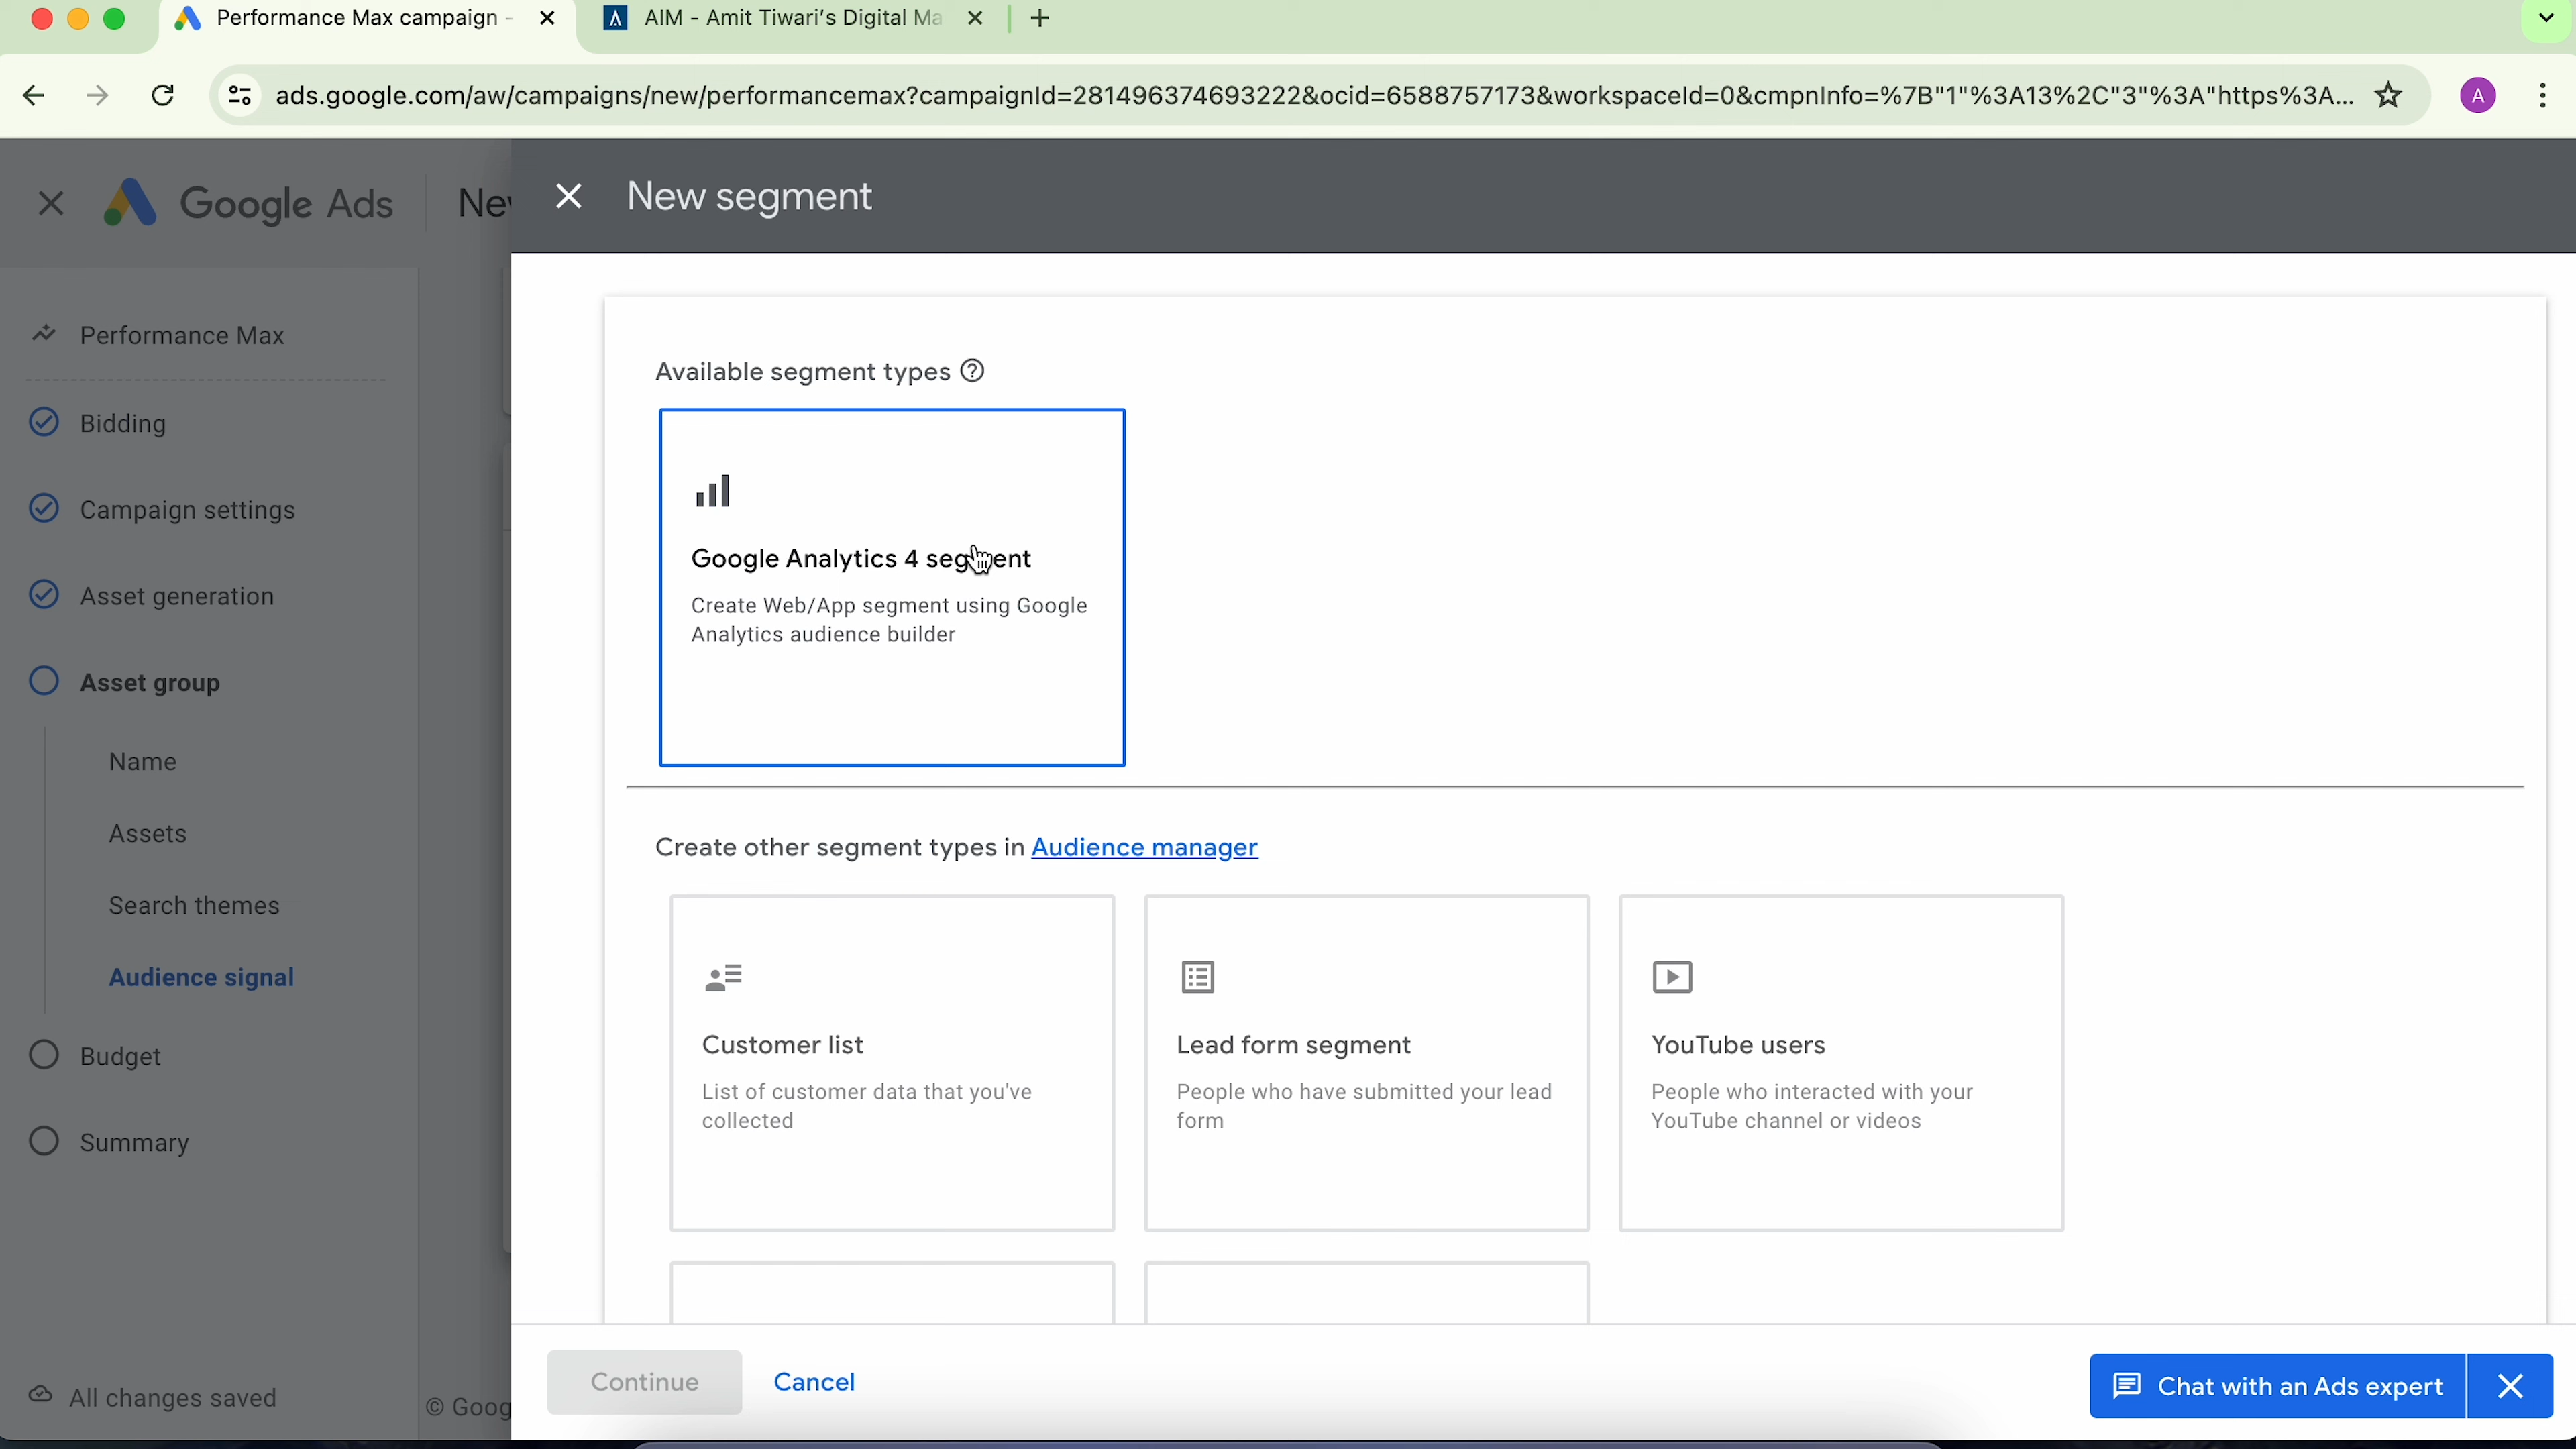 Performance Max campaign -
AIM - Amit Tiwari's Digital Ma
ads.google.com/aw/campaigns/new/performancemax?campaignId=281496374693222&ocid=6588757173&workspaceId=0&cmpnInfo=%7B"1"%3A13%2C"3"%3A"https%3A...
A
Google Ads
New
New segment
Performance Max
Bidding
Campaign settings
Asset generation
Asset group
Name
Assets
Search themes
Audience signal
Budget
Summary
All changes saved
© Goog
Available segment types
Google Analytics 4 segment
Create Web/App segment using Google
Analytics audience builder
Create other segment types in Audience manager
Customer list
List of customer data that you've
collected
Lead form segment
People who have submitted your lead
form
YouTube users
People who interacted with your
YouTube channel or videos
Continue
Cancel
Chat with an Ads expert